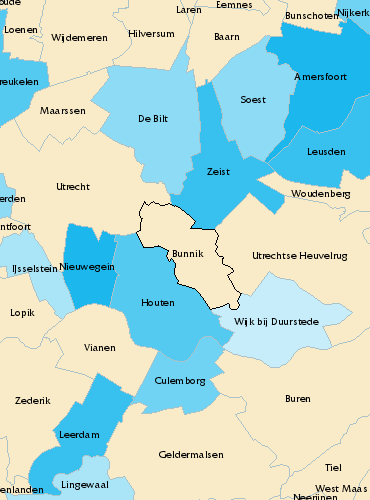 oude
Laren
Eemnes
Bunschoten
Nijkerk
Loenen
Wijdemeren
Hilversum
Baarn
reukelen
Amersfoort
Maarssen
De Bilt
Soest
Leusden
Zeist
Utrecht
Woudenberg
erden
ntfoort
Bunnik
Utrechtse Heuvelrug
IJsselstein
Nieuwegein
Houten
Lopik
Wijk bij Duurstede
Vianen
Culemborg
Zederik
Buren
Leerdam
Geldermalsen
Tiel
Lingewaal
enlanden
West Maas
Neerijnen